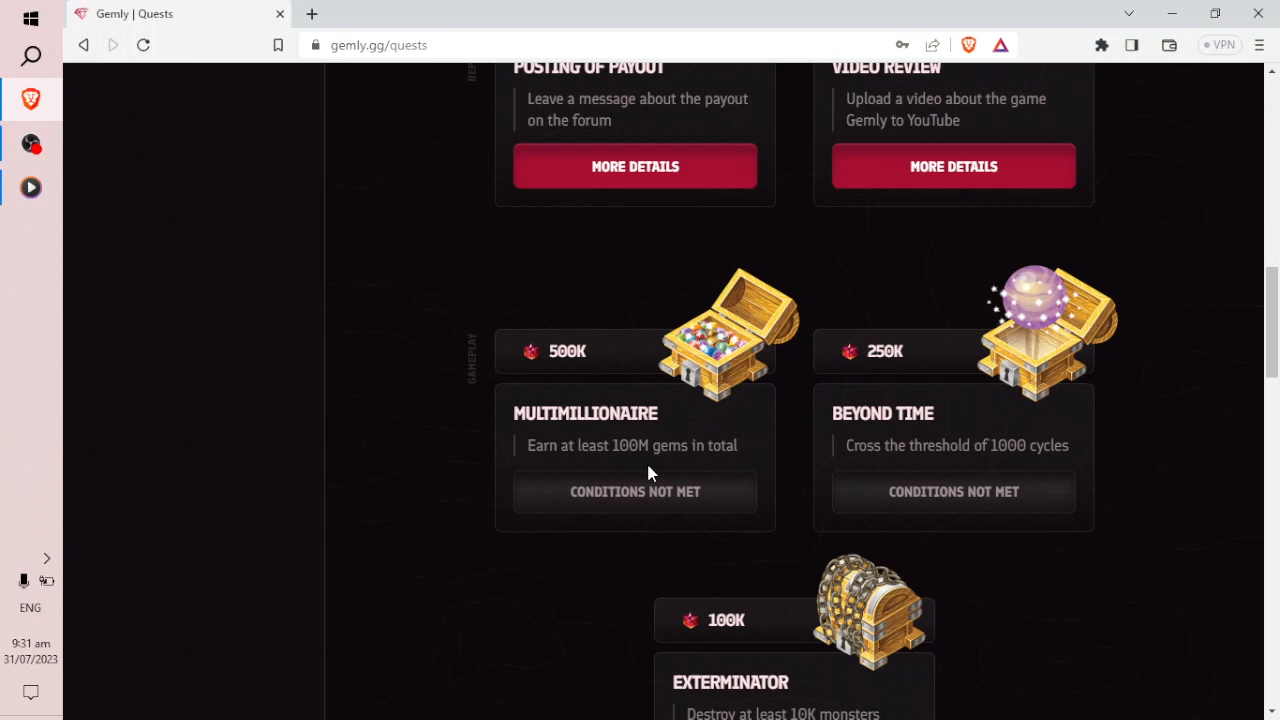 Gemly | Quests
gemly.gg/quests
VPN
POSTING OF PAYOUT
Leave a message about the payout
on the forum
MORE DETAILS
VIDEO REVIEW
Upload a video about the game
Gemly to YouTube
MORE DETAILS
GAMEPLAY
500K
MULTIMILLIONAIRE
Earn at least 100M gems in total
CONDITIONS NOT MET
250K
BEYOND TIME
Cross the threshold of 1000 cycles
CONDITIONS NOT MET
100K
EXTERMINATOR
Destroy at least 10K monsters
ENG
9:31 am
31/07/2023